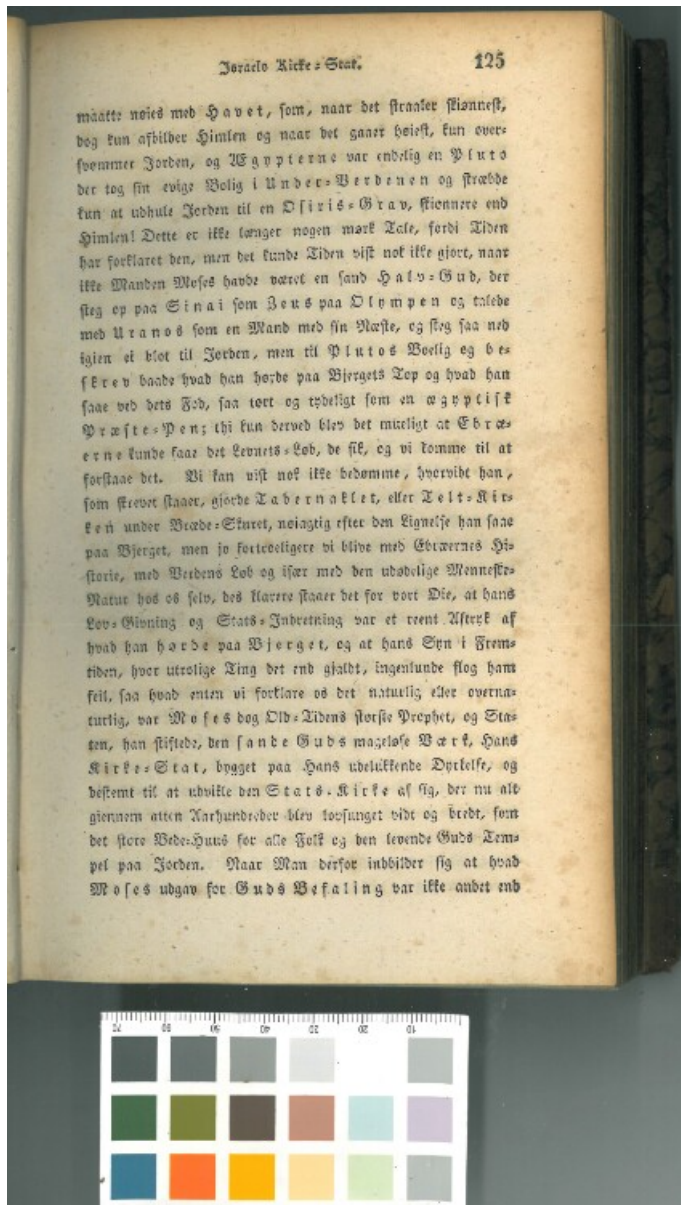 Israels Kirke-Stat. 125
maatte nøies med Havet, som, naar det straaler skiønnest,
dog kun afbilder Himlen og naar det gaaer høiest, kun over-
svømmer Jorden, og Ægypterne var endelig en Pluto
der tog sin evige Bolig i Under-Verdenen og stræbde
kun at udhule Jorden til en Osiris-Grav, skionnere end
Himlen! Dette er ikke længer nogen mørk Tale, fordi Tiden
har forklaret den, men det kunde Tiden vist nok ikke gjort, naar
ikke Manden Moses havde været en sand Halv-Gud, der
steg op paa Sinai som Zeus paa Olympen og talede
med Uranos som en Mand med sin Næste, og steg saa ned
igien ei blot til Jorden, men til Plutos Boelig og be-
skrev baade hvad han hørde paa Bjergets Top og hvad han
saae ved dets Fod, saa tørt og tydeligt som en ægyptisk
Præste-Pen; thi kun derved blev det mueligt at Ebræ-
erne kunde faae det Levnets-Løb, de fik, og vi komme til at
forstaae det. Vi kan vist nok ikke bedømme, hvorvidt han,
som skrevet staaer, gjorde Tabernaklet, eller Telt-Kir-
ken under Bræde-Skuret, nøiagtig efter den Lignelse han saae
paa Bjerget, men jo fortroeligere vi blive med Ebræernes Hi-
storie, med Verdens Løb og især med den udødelige Menneske-
Natur hos os selv, des klarere staaer det for vort Øie, at hans
Lov-Givning og Stats-Indretning var et reent Aftryk af
hvad han hørde paa Bjerget, og at hans Syn i Frem-
tiden, hvor utrolige Ting det end gjaldt, ingenlunde slog ham
feil, saa hvad enten vi forklare os det naturlig eller overna-
turlig, var Moses dog Old-Tidens største Prophet, og Sta-
ten, han stiftede, den sande Guds mageløse Værk, Hans
Kirke-Stat, bygget paa Hans udelukkende Dyrkelse, og
bestemt til at udvikle den Stats-Kirke af sig, der nu alt
giennem atten Aarhundreder blev lovsunget vidt og bredt, som
det store Bede-Huus for alle Folk og den levende Guds Tem-
pel paa Jorden. Naar Man derfor indbilder sig at hvad
Moses udgav for Guds Befaling var ikke andet end
70 60 50 40 30 20 10